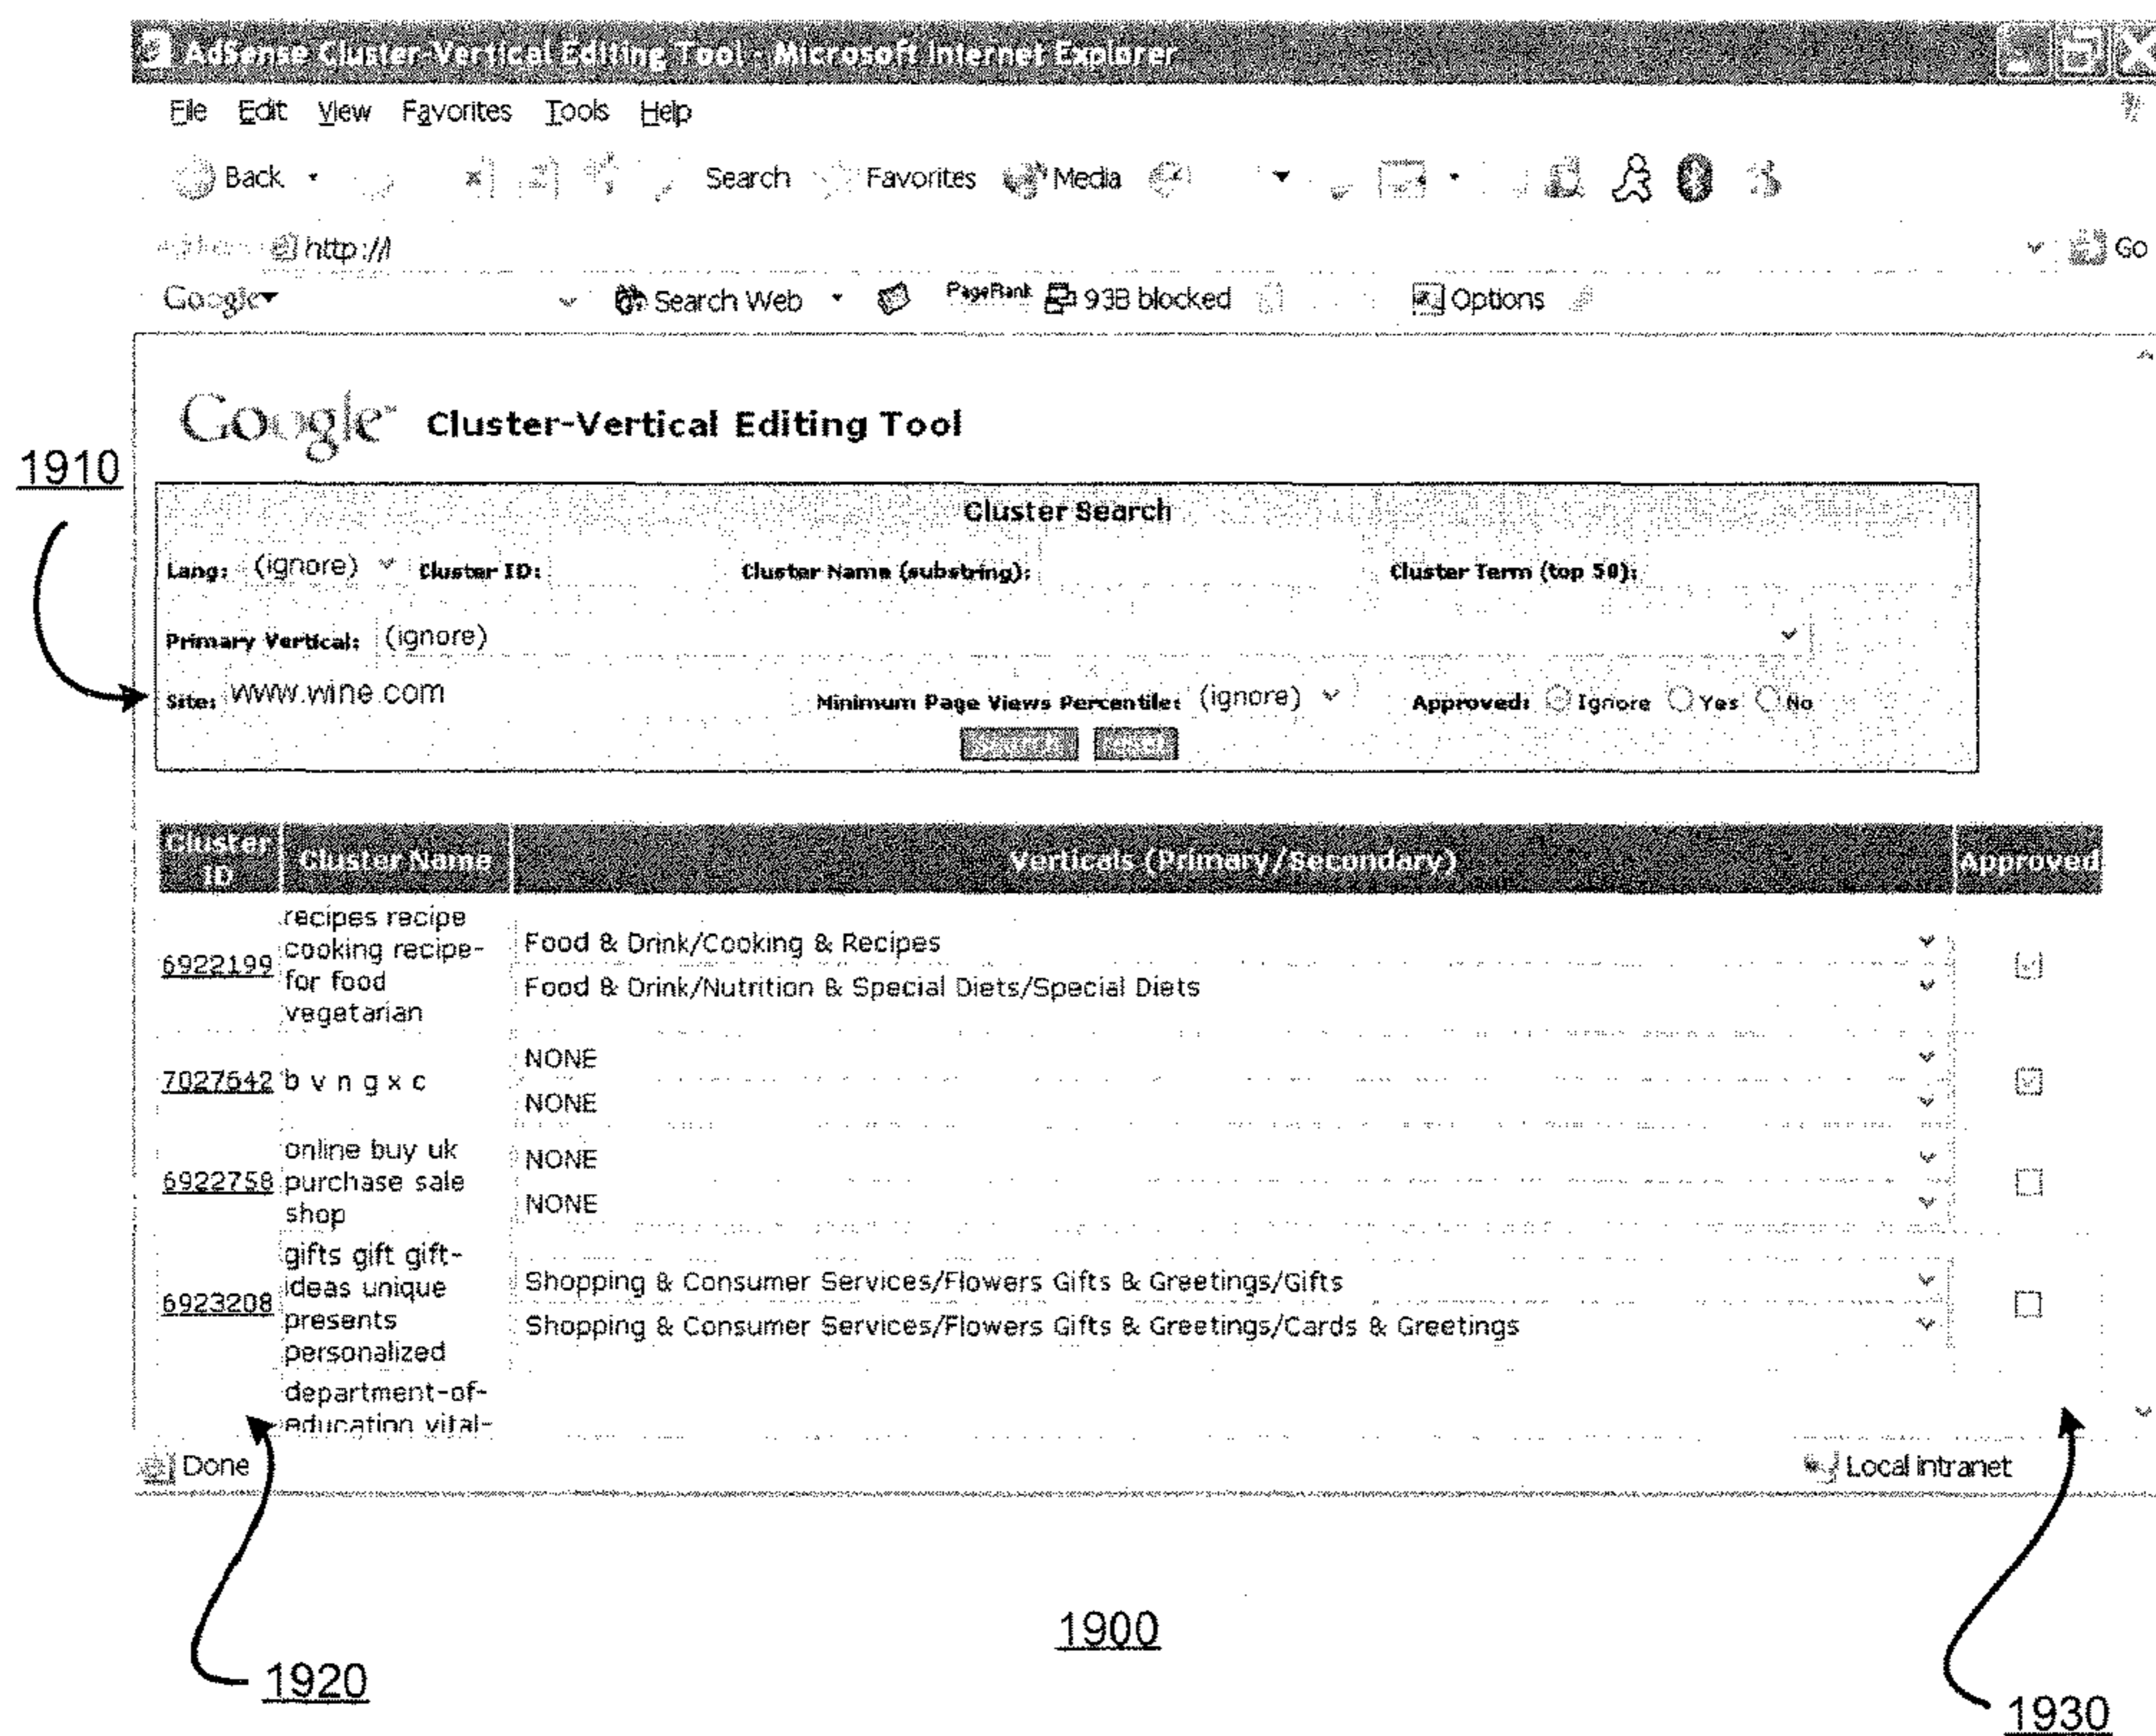 AdSense Cluster-Vertical Editing Tool - Microsoft Internet Explorer
File Edit View Favorites Tools Help
Back Search Favorites Media
Address http://
Go
Google Search Web PageRank 938 blocked Options
Google™ Cluster-Vertical Editing Tool
1910
Cluster Search
Lang: (ignore) Cluster ID: Cluster Name (substring): Cluster Term (top 50):
Primary Vertical: (ignore)
Site: www.wine.com Minimum Page Views Percentile: (ignore) Approved: Ignore Yes No
Search reset
Cluster ID Cluster Name Verticals (Primary/Secondary) Approved
6922199 recipes recipe cooking recipe-for food vegetarian
Food & Drink/Cooking & Recipes
Food & Drink/Nutrition & Special Diets/Special Diets
7027642 b v n g x c
NONE
NONE
6922758 online buy uk purchase sale shop
NONE
NONE
6923208 gifts gift gift-ideas unique presents personalized
Shopping & Consumer Services/Flowers Gifts & Greetings/Gifts
Shopping & Consumer Services/Flowers Gifts & Greetings/Cards & Greetings
department-of-
education vital-
Done
Local intranet
1900
1920
1930